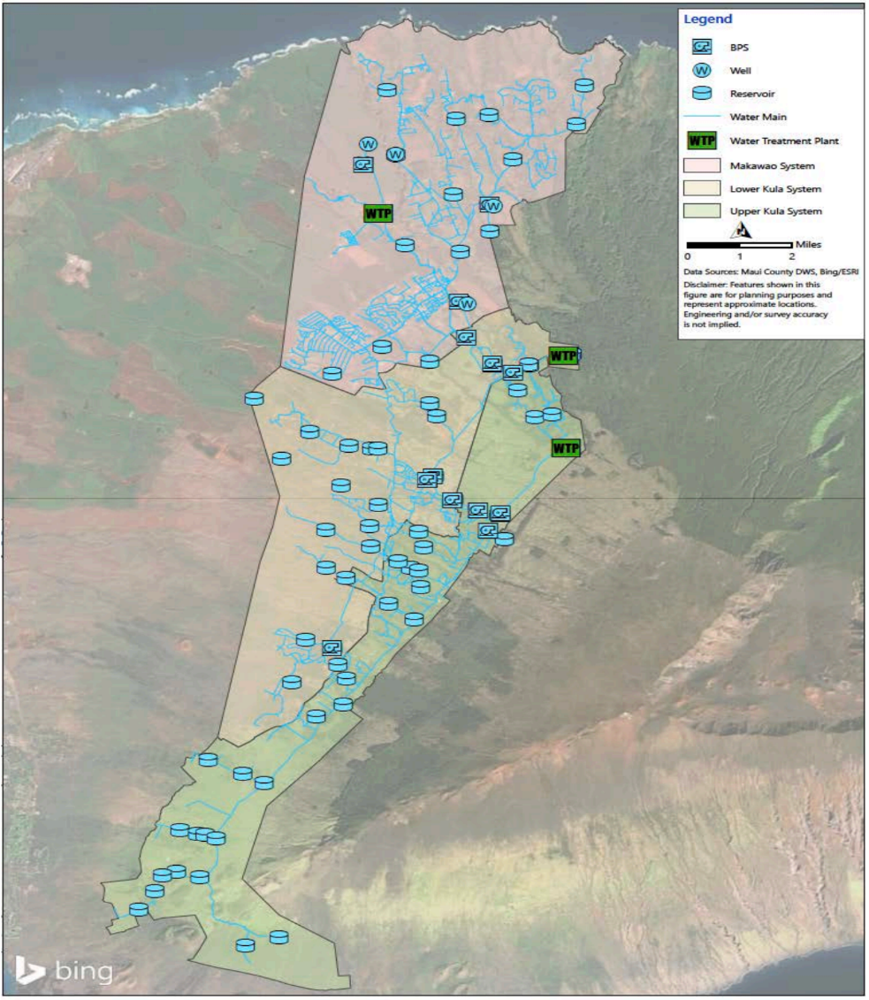 Legend
BPS
W Well
Reservoir
Water Main
WTP Water Treatment Plant
Makawao System
Lower Kula System
Upper Kula System
N
Miles
0 1 2
Data Sources: Maui County DWS, Bing/ESRI
Disclaimer: Features shown in this
figure are for planning purposes and
represent approximate locations.
Engineering and/or survey accuracy
is not implied.
W
W
WTP
W
W
WTP
WTP
bing